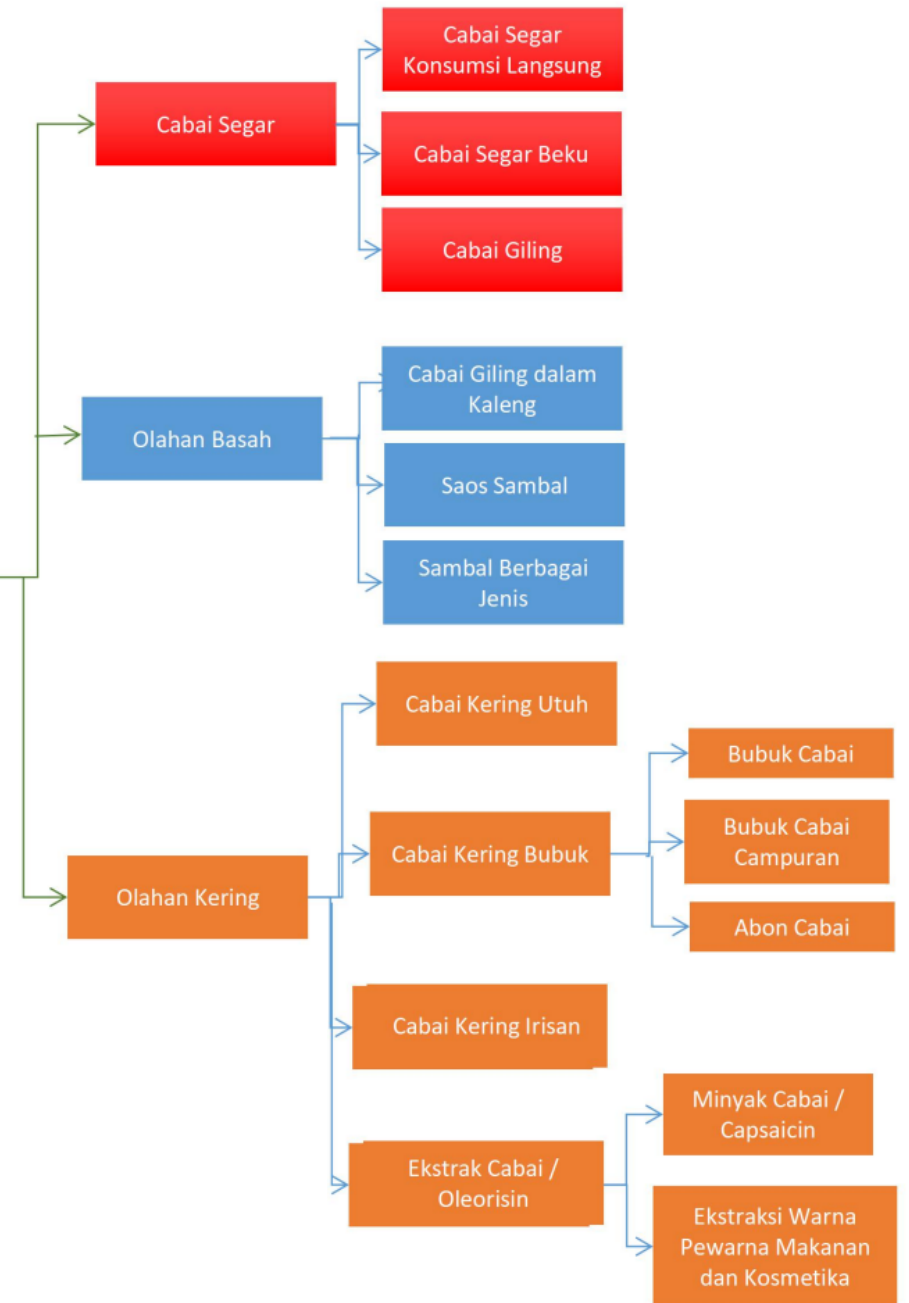 Cabai Segar
Cabai Segar
Konsumsi Langsung
Cabai Segar Beku
Cabai Giling
Olahan Basah
Cabai Giling dalam
Kaleng
Saos Sambal
Sambal Berbagai
Jenis
Olahan Kering
Cabai Kering Utuh
Cabai Kering Bubuk
Bubuk Cabai
Bubuk Cabai
Campuran
Abon Cabai
Cabai Kering Irisan
Ekstrak Cabai /
Oleorisin
Minyak Cabai /
Capsaicin
Ekstraksi Warna
Pewarna Makanan
dan Kosmetika